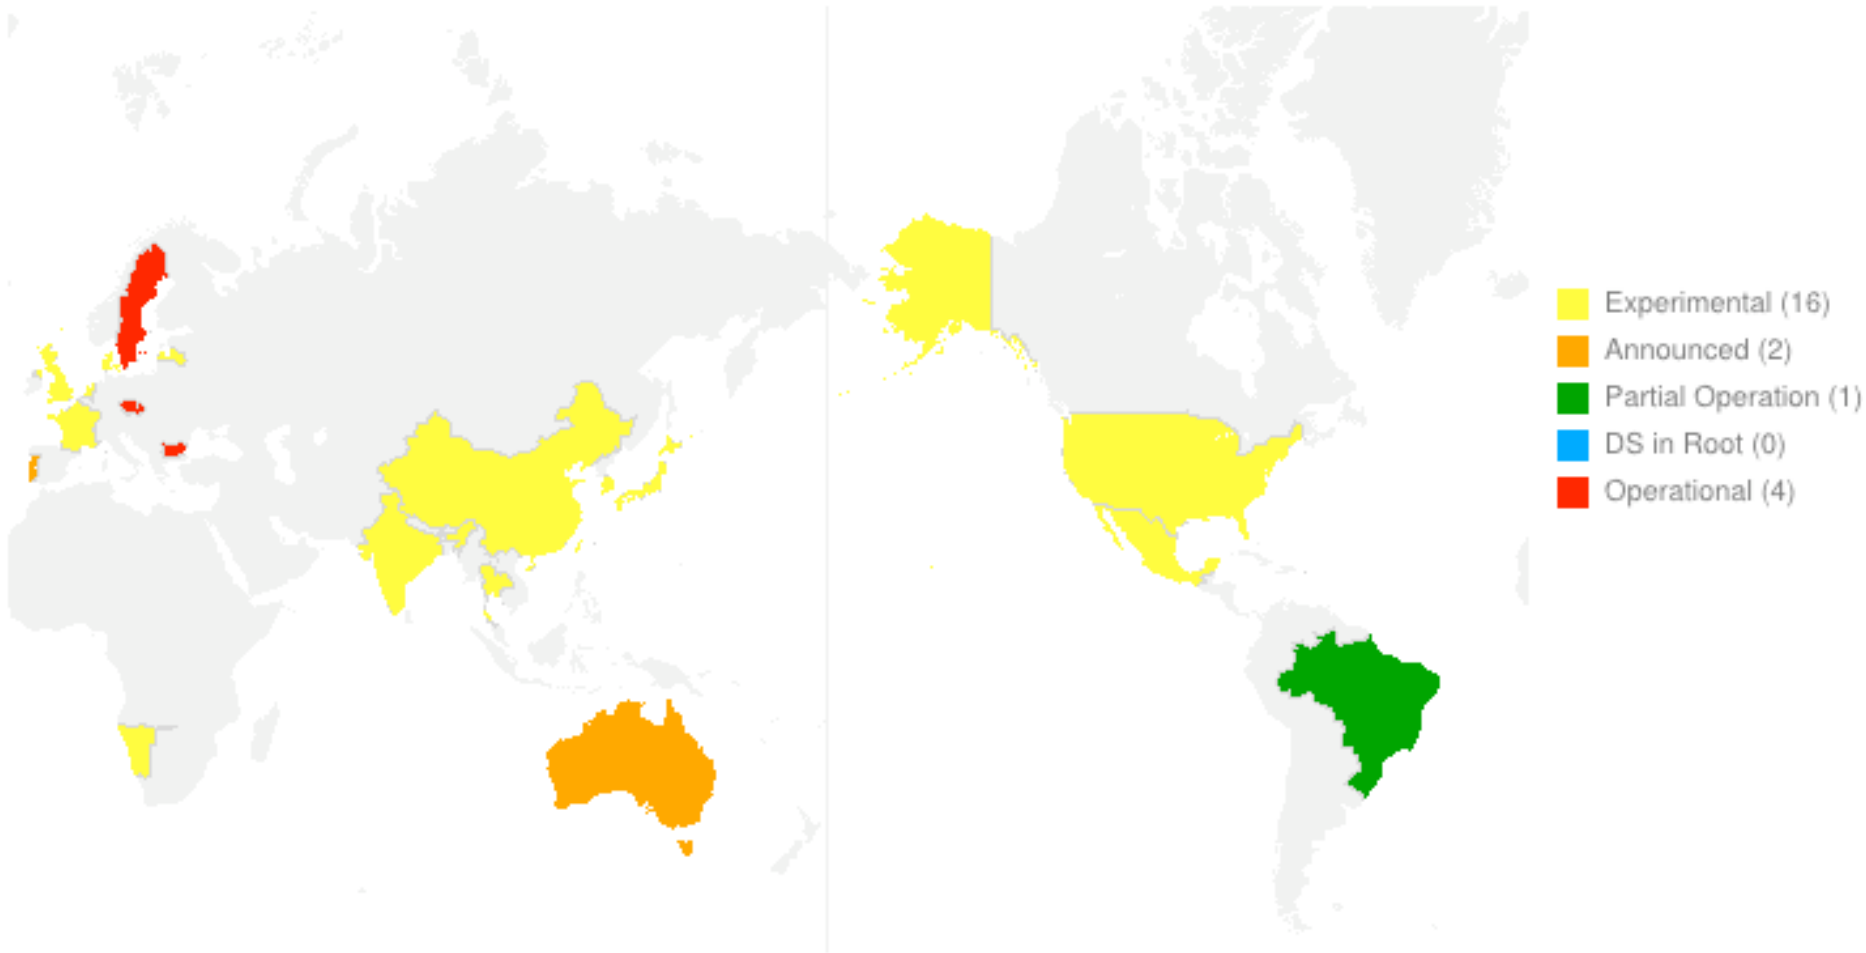 Experimental (16)
Announced (2)
Partial Operation (1)
DS in Root (0)
Operational (4)